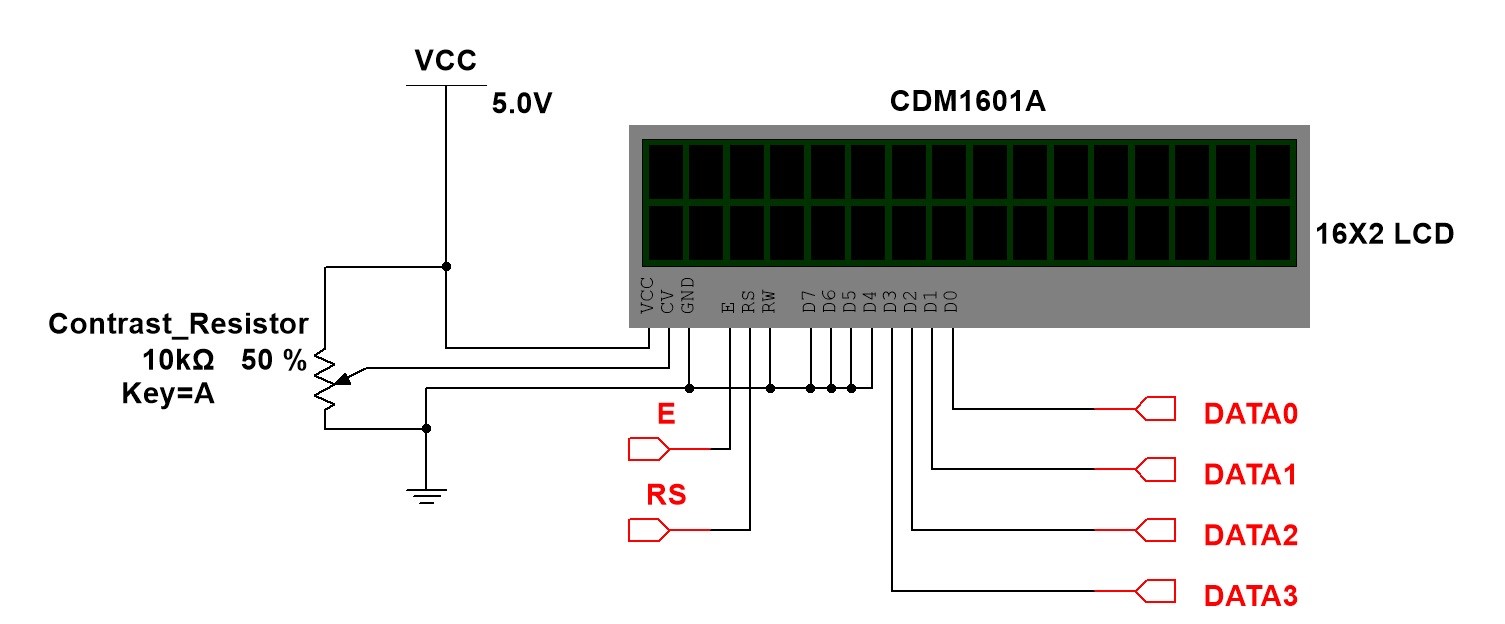 VCC
5.0V
CDM1601A
16X2 LCD
VCC
CV
GND
E
RS
RW
D7
D6
D5
D4
D3
D2
D1
D0
Contrast_Resistor
10kΩ 50 %
Key=A
E
RS
DATA0
DATA1
DATA2
DATA3